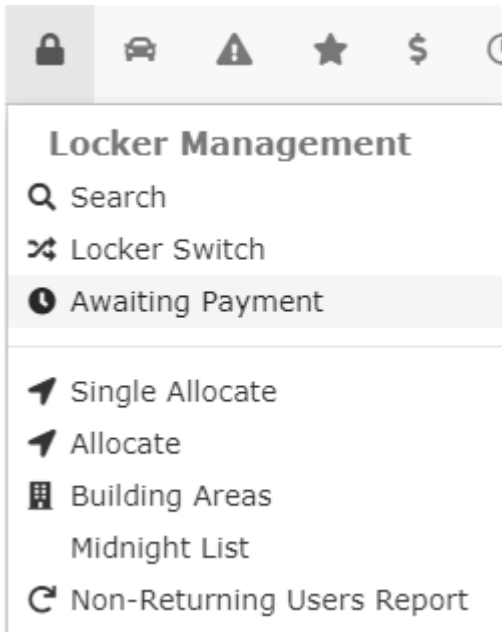 Locker Management
Search
Locker Switch
Awaiting Payment
Single Allocate
Allocate
Building Areas
Midnight List
Non-Returning Users Report